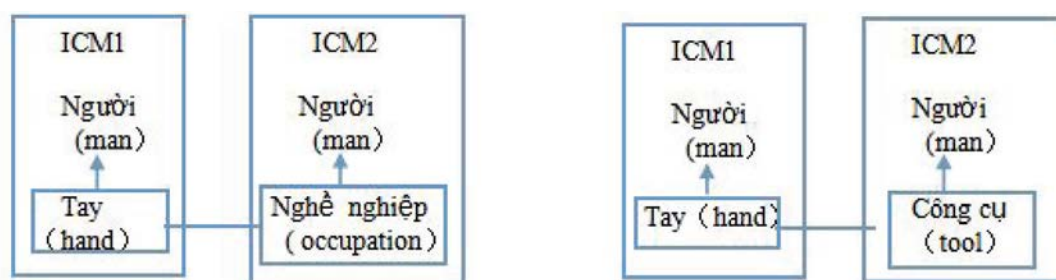 ICM1
Người
(man)
Tay
(hand)
ICM2
Người
(man)
Nghề nghiệp
( occupation)
ICM1
Người
(man)
Tay (hand)
ICM2
Người
(man)
Công cụ
(tool)